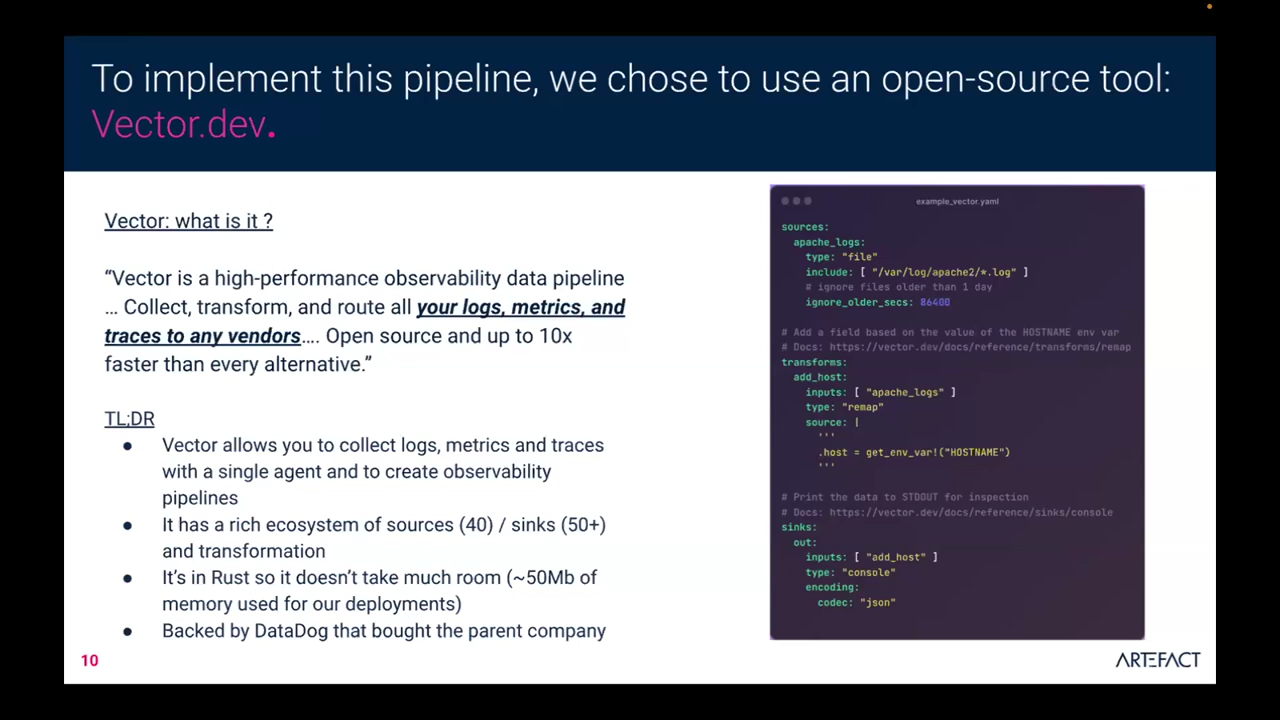 To implement this pipeline, we chose to use an open-source tool:
Vector.dev.
Vector: what is it ?
“Vector is a high-performance observability data pipeline
… Collect, transform, and route all your logs, metrics, and
traces to any vendors…. Open source and up to 10x
faster than every alternative.”
TL;DR
● Vector allows you to collect logs, metrics and traces
with a single agent and to create observability
pipelines
● It has a rich ecosystem of sources (40) / sinks (50+)
and transformation
● It’s in Rust so it doesn’t take much room (~50Mb of
memory used for our deployments)
● Backed by DataDog that bought the parent company
example_vector.yaml
sources:
  apache_logs:
    type: "file"
    include: [ "/var/log/apache2/*.log" ]
    # ignore files older than 1 day
    ignore_older_secs: 86400
# Add a field based on the value of the HOSTNAME env var
# Docs: https://vector.dev/docs/reference/transforms/remap
transforms:
  add_host:
    inputs: [ "apache_logs" ]
    type: "remap"
    source: |
      '''
      .host = get_env_var!("HOSTNAME")
      '''
# Print the data to STDOUT for inspection
# Docs: https://vector.dev/docs/reference/sinks/console
sinks:
  out:
    inputs: [ "add_host" ]
    type: "console"
    encoding:
      codec: "json"
10
ARTEFACT